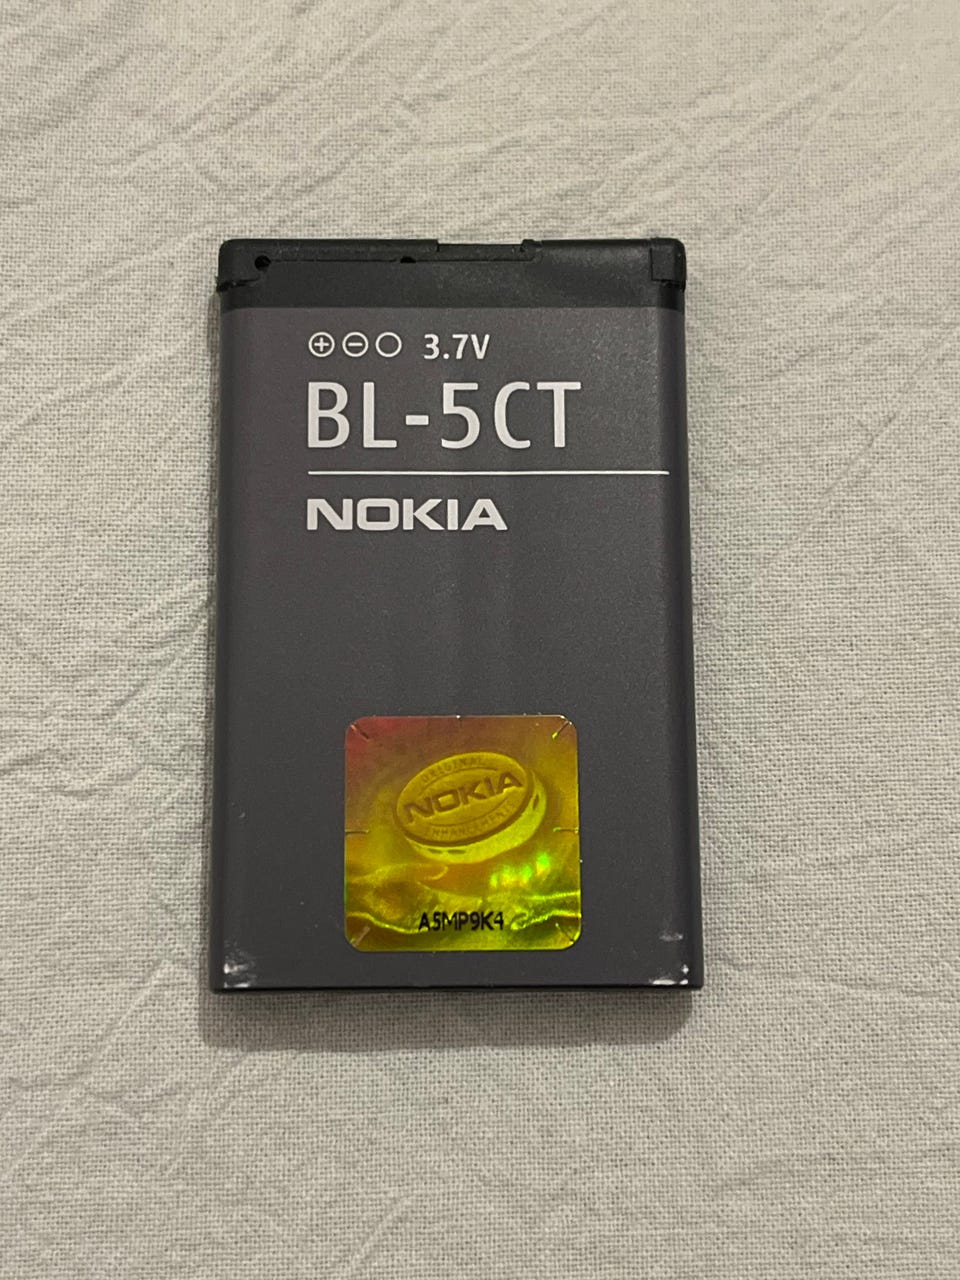 ⊕⊖○ 3.7V
BL-5CT
NOKIA
ORIGINAL
NOKIA
ENHANCEMENTS
A5MP9K4